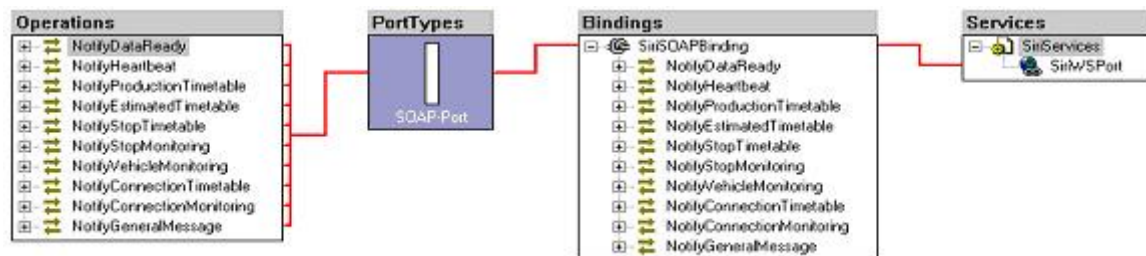 Operations
NotifyDataReady
NotifyHeartbeat
NotifyProductionTimetable
NotifyEstimatedTimetable
NotifyStopTimetable
NotifyStopMonitoring
NotifyVehicleMonitoring
NotifyConnectionTimetable
NotifyConnectionMonitoring
NotifyGeneralMessage
PortTypes
SOAP-Port
Bindings
SiriSOAPBinding
NotifyDataReady
NotifyHeartbeat
NotifyProductionTimetable
NotifyEstimatedTimetable
NotifyStopTimetable
NotifyStopMonitoring
NotifyVehicleMonitoring
NotifyConnectionTimetable
NotifyConnectionMonitoring
NotifyGeneralMessage
Services
SiriServices
SiriWSPort